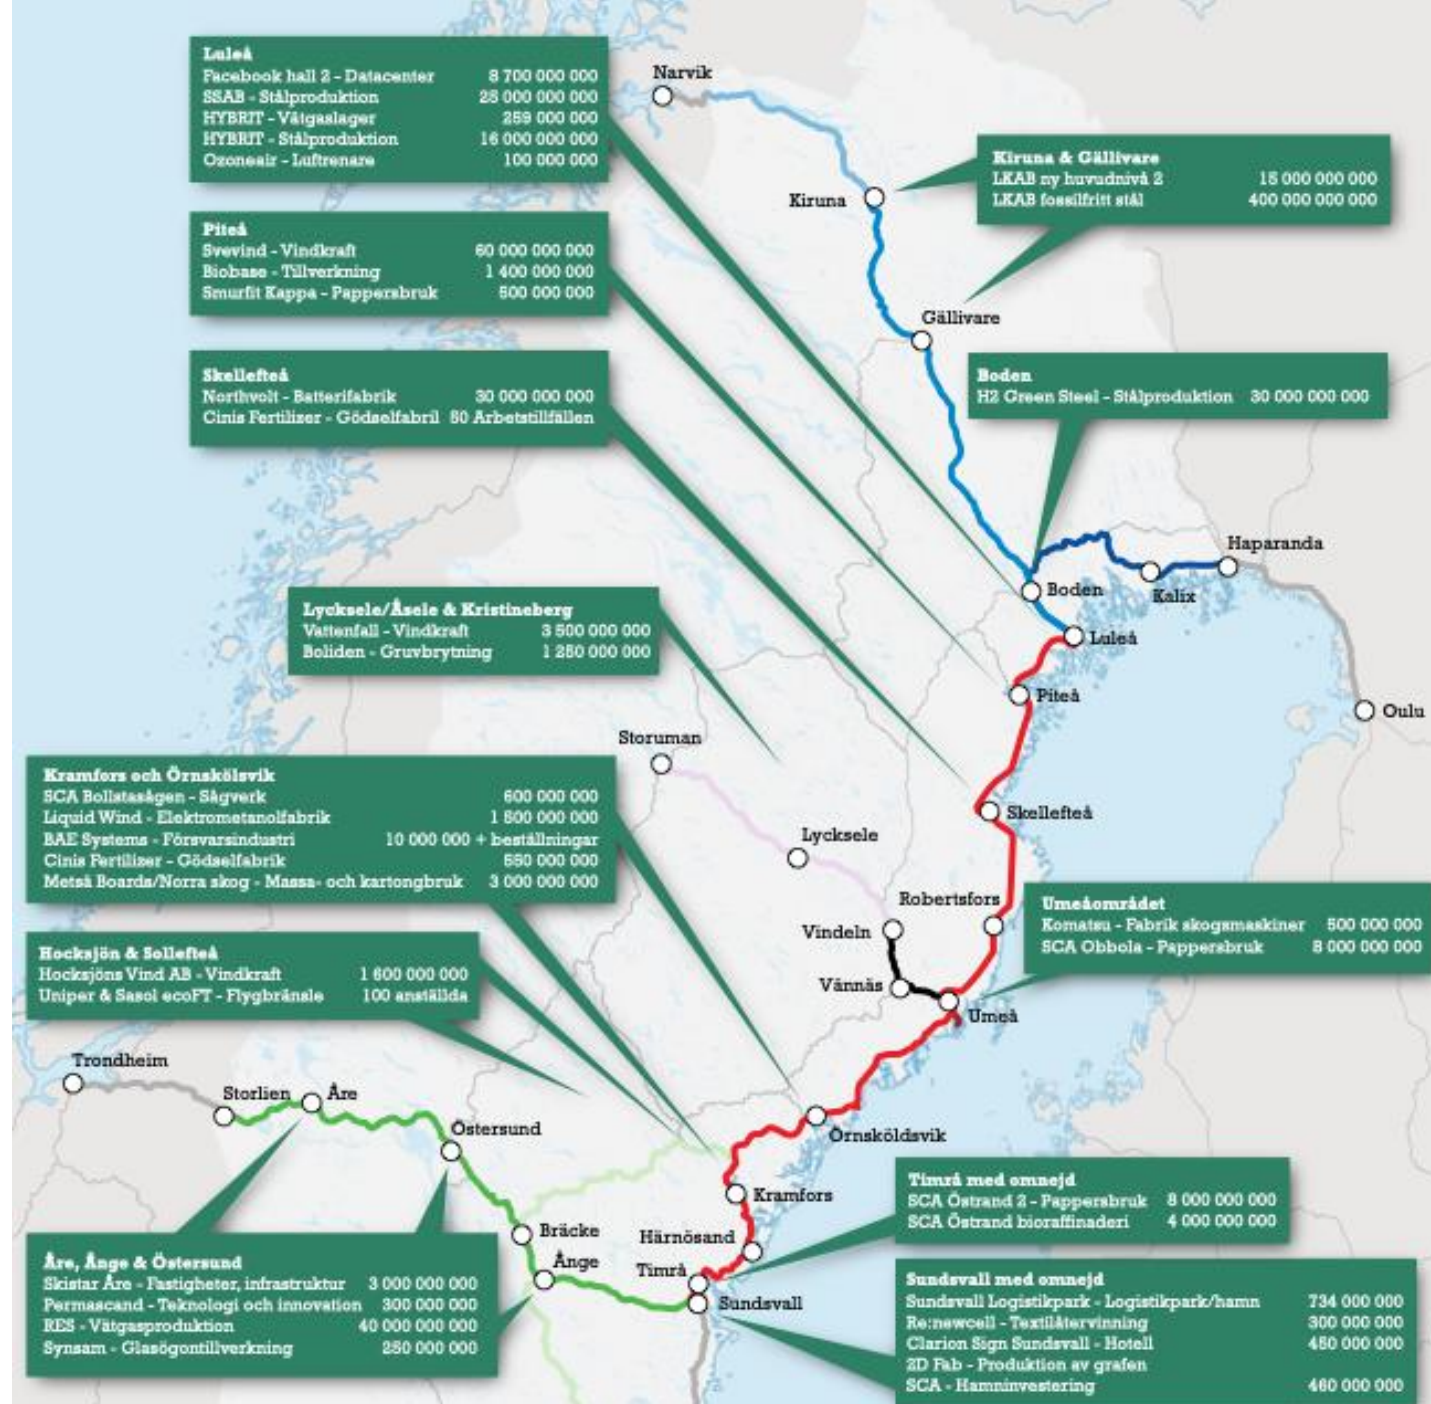 Luleå
Facebook hall 2 - Datacenter 8 700 000 000
SSAB - Stålproduktion 25 000 000 000
HYBRIT - Vätgaslager 259 000 000
HYBRIT - Stålproduktion 16 000 000 000
Ozoneair - Luftrenare 100 000 000
Narvik
Kiruna & Gällivare
LKAB ny huvudnivå 2 15 000 000 000
LKAB fossilfritt stål 400 000 000 000
Kiruna
Piteå
Svevind - Vindkraft 60 000 000 000
Biobase - Tillverkning 1 400 000 000
Smurfit Kappa - Pappersbruk 500 000 000
Gällivare
Skellefteå
Northvolt - Batterifabrik 30 000 000 000
Cinis Fertilizer - Gödselfabril 50 Arbetstillfällen
Boden
H2 Green Steel - Stålproduktion 30 000 000 000
Haparanda
Boden
Kalix
Luleå
Lycksele/Åsele & Kristineberg
Vattenfall - Vindkraft 3 500 000 000
Boliden - Gruvbrytning 1 250 000 000
Piteå
Oulu
Storuman
Kramfors och Örnskölsvik
SCA Bollstasågen - Sågverk 600 000 000
Liquid Wind - Elektrometanolfabrik 1 500 000 000
BAE Systems - Försvarsindustri 10 000 000 + beställningar
Cinis Fertilizer - Gödselfabrik 550 000 000
Metsä Boards/Norra skog - Massa- och kartongbruk 3 000 000 000
Skellefteå
Lycksele
Robertsfors
Umeåområdet
Komatsu - Fabrik skogsmaskiner 500 000 000
SCA Obbola - Pappersbruk 8 000 000 000
Vindeln
Vännäs
Umeå
Hocksjön & Sollefteå
Hocksjöns Vind AB - Vindkraft 1 600 000 000
Uniper & Sasol ecoFT - Flygbränsle 100 anställda
Trondheim
Storlien
Åre
Östersund
Örnsköldsvik
Timrå med omnejd
SCA Östrand 2 - Pappersbruk 8 000 000 000
SCA Östrand bioraffinaderi 4 000 000 000
Kramfors
Bräcke
Härnösand
Ånge
Timrå
Sundsvall
Åre, Ånge & Östersund
Skistar Åre - Fastigheter, infrastruktur 3 000 000 000
Permascand - Teknologi och innovation 300 000 000
RES - Vätgasproduktion 40 000 000 000
Synsam - Glasögontillverkning 250 000 000
Sundsvall med omnejd
Sundsvall Logistikpark - Logistikpark/hamn 734 000 000
Re:newcell - Textilåtervinning 300 000 000
Clarion Sign Sundsvall - Hotell 450 000 000
2D Fab - Produktion av grafen
SCA - Hamninvestering 460 000 000